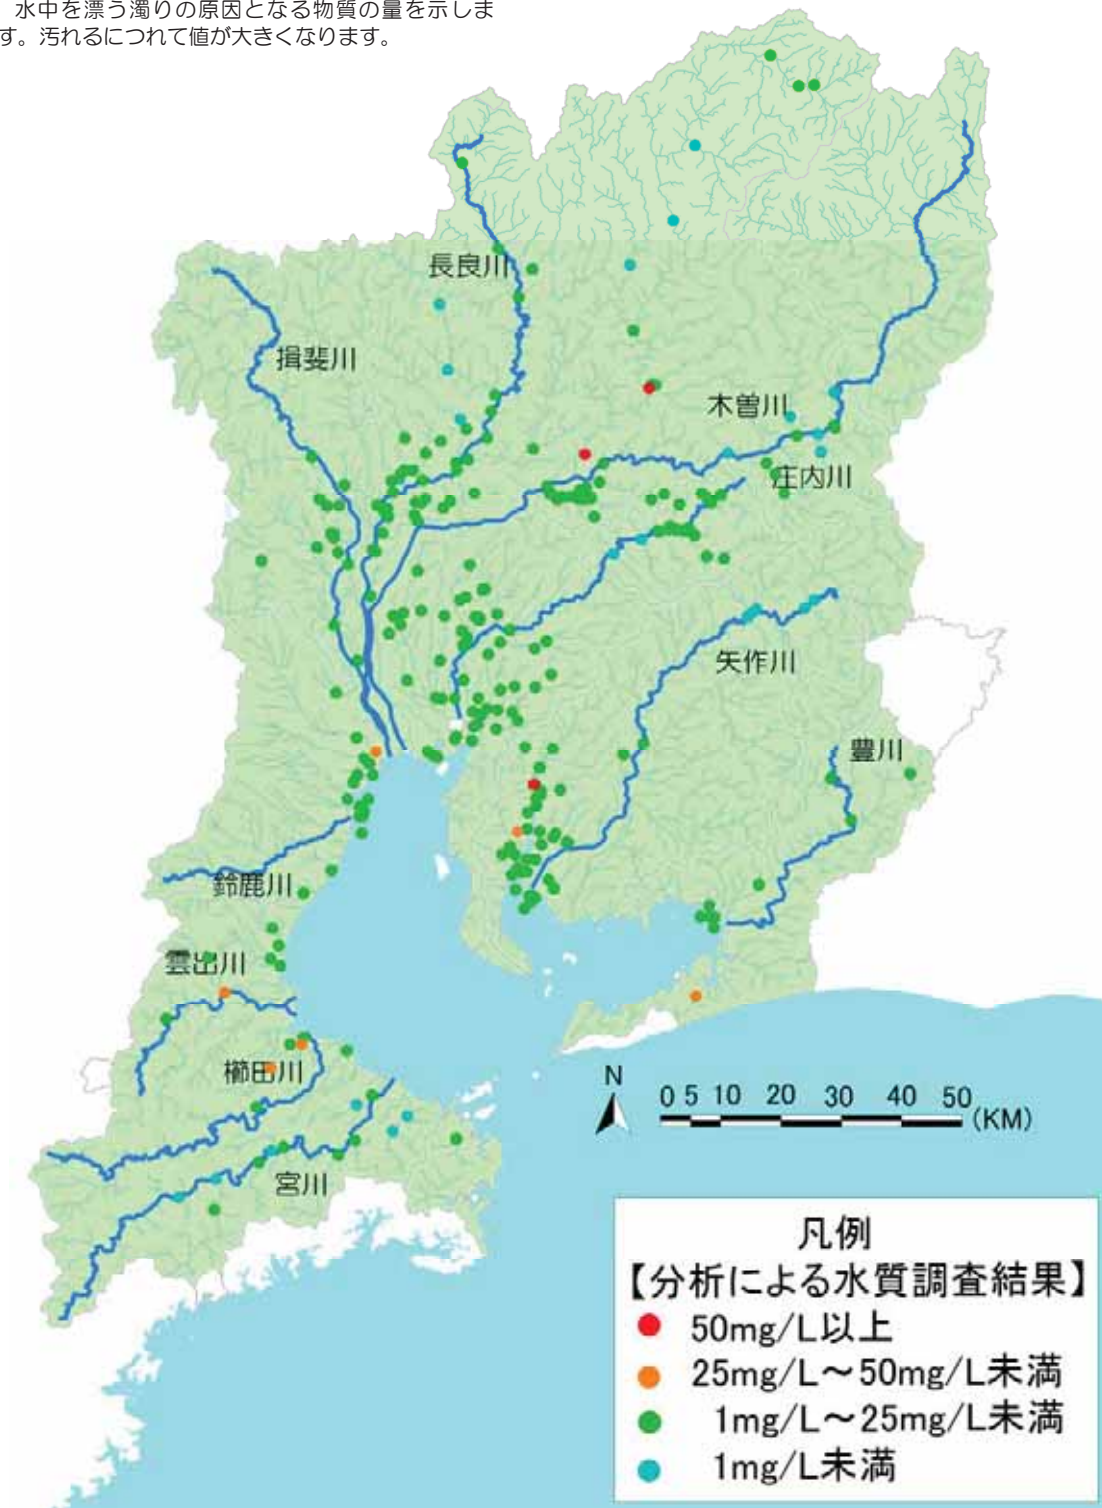 水中を漂う濁りの原因となる物質の量を示しま
す。汚れるにつれて値が大きくなります。
長良川
揖斐川
木曽川
庄内川
矢作川
豊川
鈴鹿川
雲出川
櫛田川
宮川
N
0 5 10 20 30 40 50
(KM)
凡例
【分析による水質調査結果】
50mg/L以上
25mg/L～50mg/L未満
1mg/L～25mg/L未満
1mg/L未満